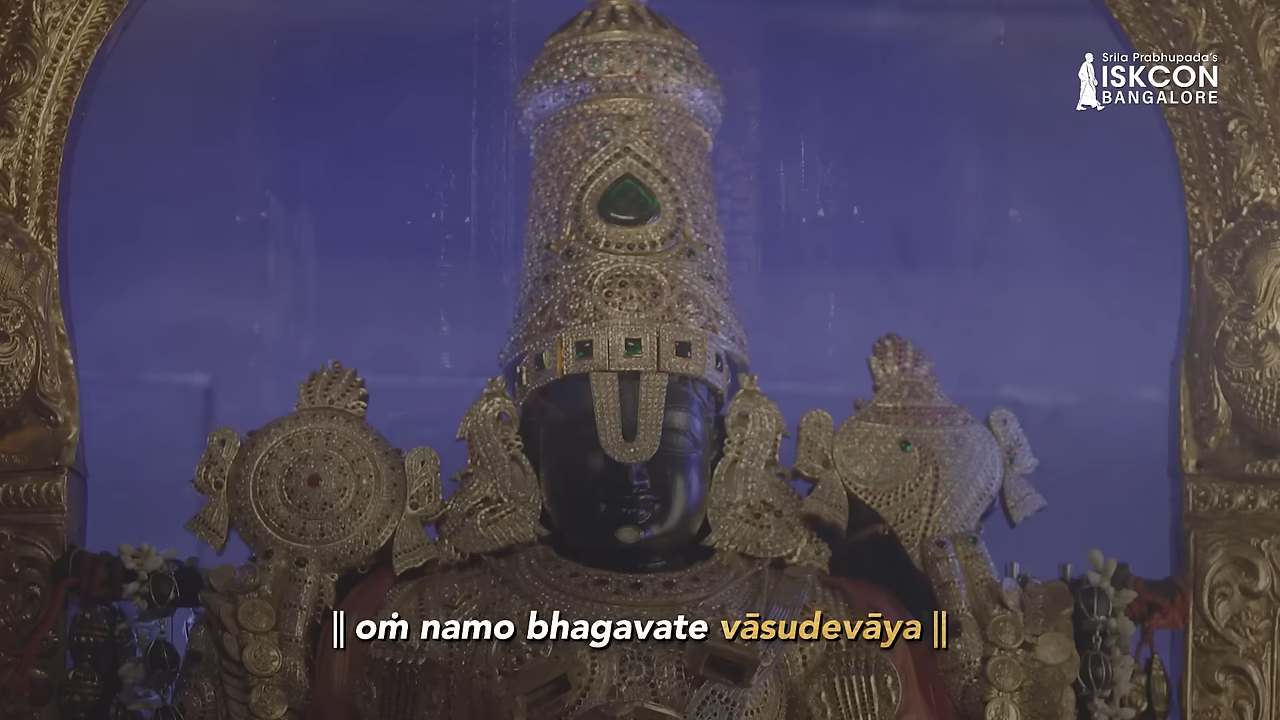 Srila Prabhupada's
ISKCON
BANGALORE
|| oṁ namo bhagavate vāsudevāya ||